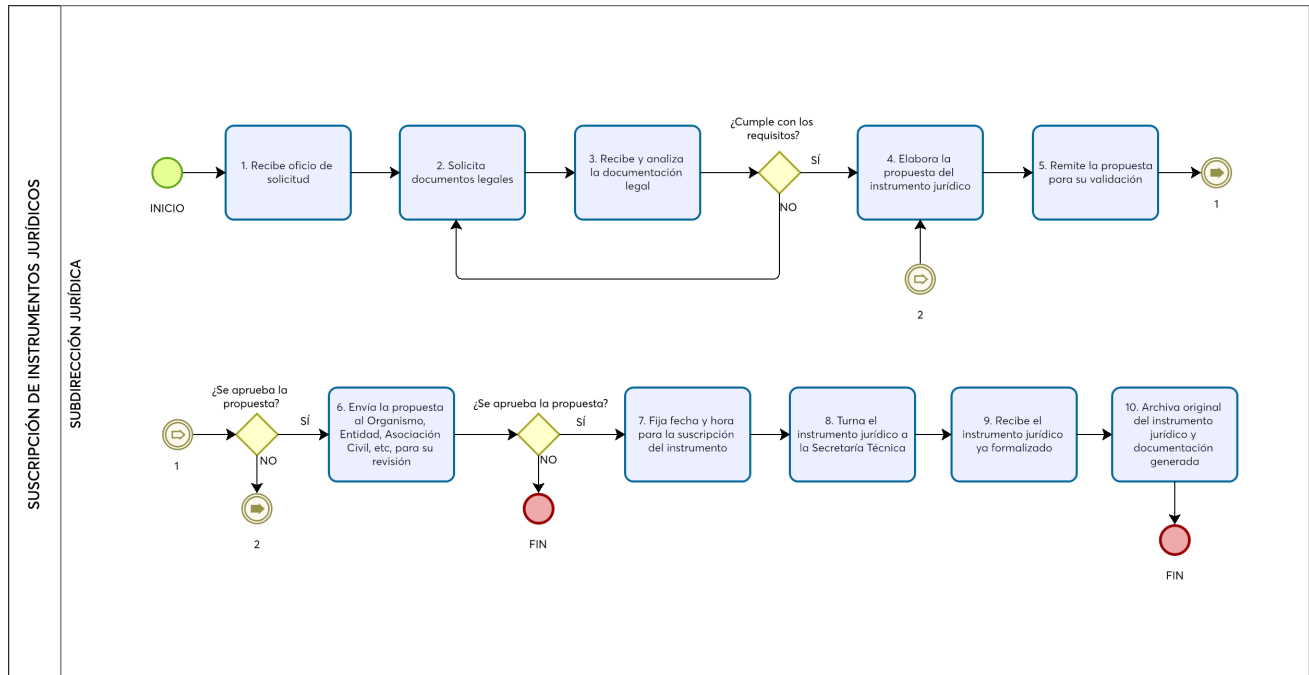 SUSCRIPCIÓN DE INSTRUMENTOS JURÍDICOS
SUBDIRECCIÓN JURÍDICA
INICIO
1. Recibe oficio de
solicitud
2. Solicita
documentos legales
3. Recibe y analiza
la documentación
legal
¿Cumple con los
requisitos?
SÍ
NO
4. Elabora la
propuesta del
instrumento jurídico
5. Remite la propuesta
para su validación
1
2
1
¿Se aprueba la
propuesta?
SÍ
NO
2
6. Envía la propuesta
al Organismo,
Entidad, Asociación
Civil, etc, para su
revisión
¿Se aprueba la propuesta?
SÍ
NO
FIN
7. Fija fecha y hora
para la suscripción
del instrumento
8. Turna el
instrumento jurídico a
la Secretaría Técnica
9. Recibe el
instrumento jurídico
ya formalizado
10. Archiva original
del instrumento
jurídico y
documentación
generada
FIN